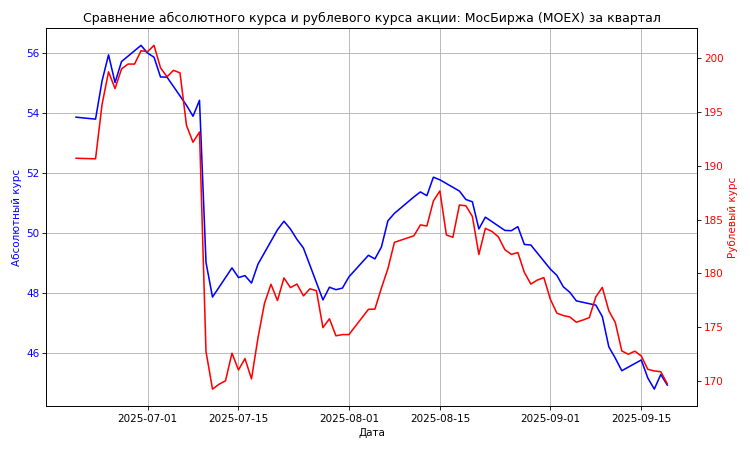 Сравнение абсолютного курса и рублевого курса акции: МосБиржа (MOEX) за квартал
56
54
52
50
48
46
Абсолютный курс
200
195
190
185
180
175
170
Рублевый курс
2025-07-01 2025-07-15 2025-08-01 2025-08-15 2025-09-01 2025-09-15
Дата